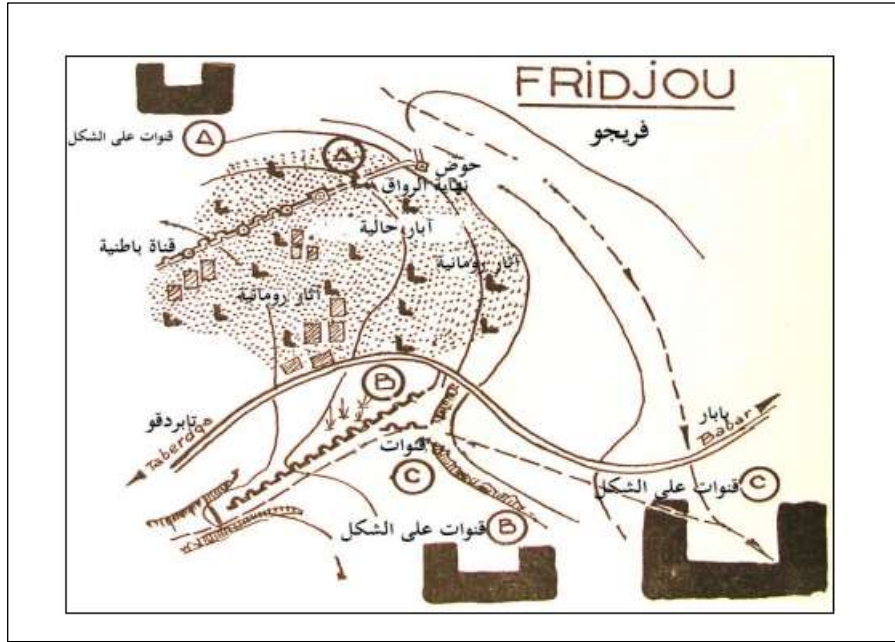 FRIDJOU
فريجو
قنوات على الشكل
A
A
حوض
نهاية الرواق
آبار حالية
آثار رومانية
قناة باطنية
آثار رومانية
B
تابردقو
Taberdga
بابار
Babar
قنوات
C
قنوات على الشكل
C
قنوات على الشكل
B